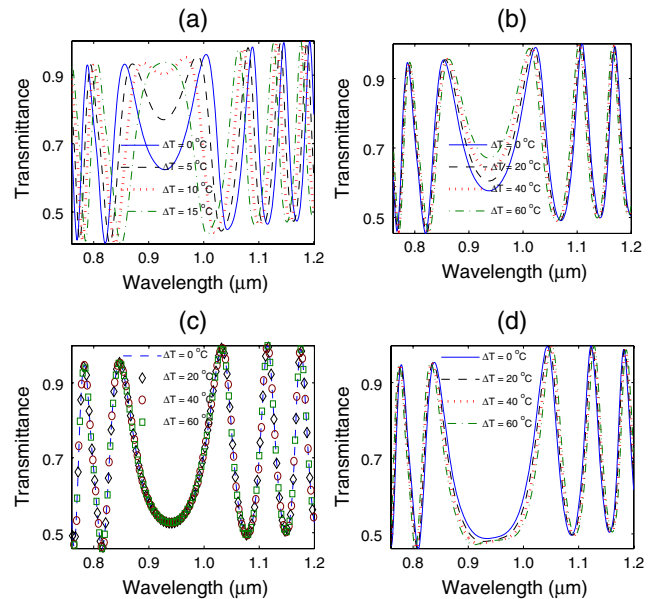 (a)
0.9
0.7
0.5
Transmittance
ΔT = 0 °C
ΔT = 5 °C
ΔT = 10 °C
ΔT = 15 °C
0.8 0.9 1.0 1.1 1.2
Wavelength (μm)
(b)
0.9
0.7
0.5
Transmittance
ΔT = 0 °C
ΔT = 20 °C
ΔT = 40 °C
ΔT = 60 °C
0.8 0.9 1.0 1.1 1.2
Wavelength (μm)
(c)
0.9
0.7
0.5
Transmittance
ΔT = 0 °C
ΔT = 20 °C
ΔT = 40 °C
ΔT = 60 °C
0.8 0.9 1.0 1.1 1.2
Wavelength (μm)
(d)
0.9
0.7
0.5
Transmittance
ΔT = 0 °C
ΔT = 20 °C
ΔT = 40 °C
ΔT = 60 °C
0.8 0.9 1.0 1.1 1.2
Wavelength (μm)